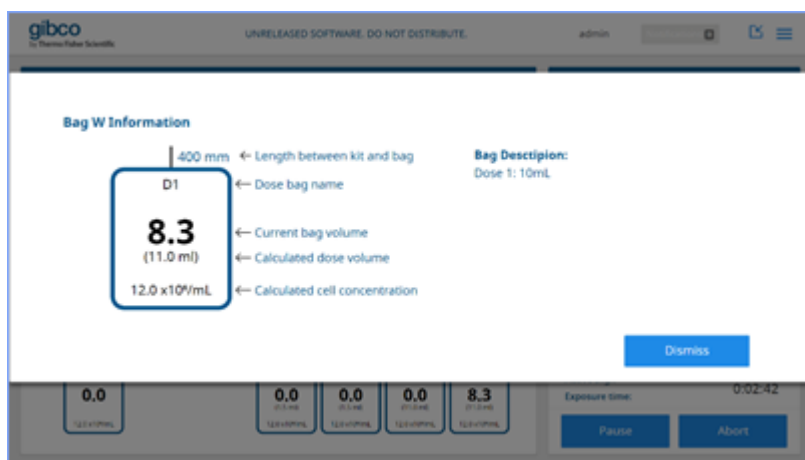 gibco
by Thermo Fisher Scientific
UNRELEASED SOFTWARE. DO NOT DISTRIBUTE.
admin
Bag W Information
400 mm ← Length between kit and bag
D1 ← Dose bag name
8.3 ← Current bag volume
(11.0 ml) ← Calculated dose volume
12.0 x10⁶/mL ← Calculated cell concentration
Bag Desctipion:
Dose 1: 10mL
Dismiss
0.0 0.0 0.0 0.0 8.3
Exposure time: 0:02:42
Pause Abort